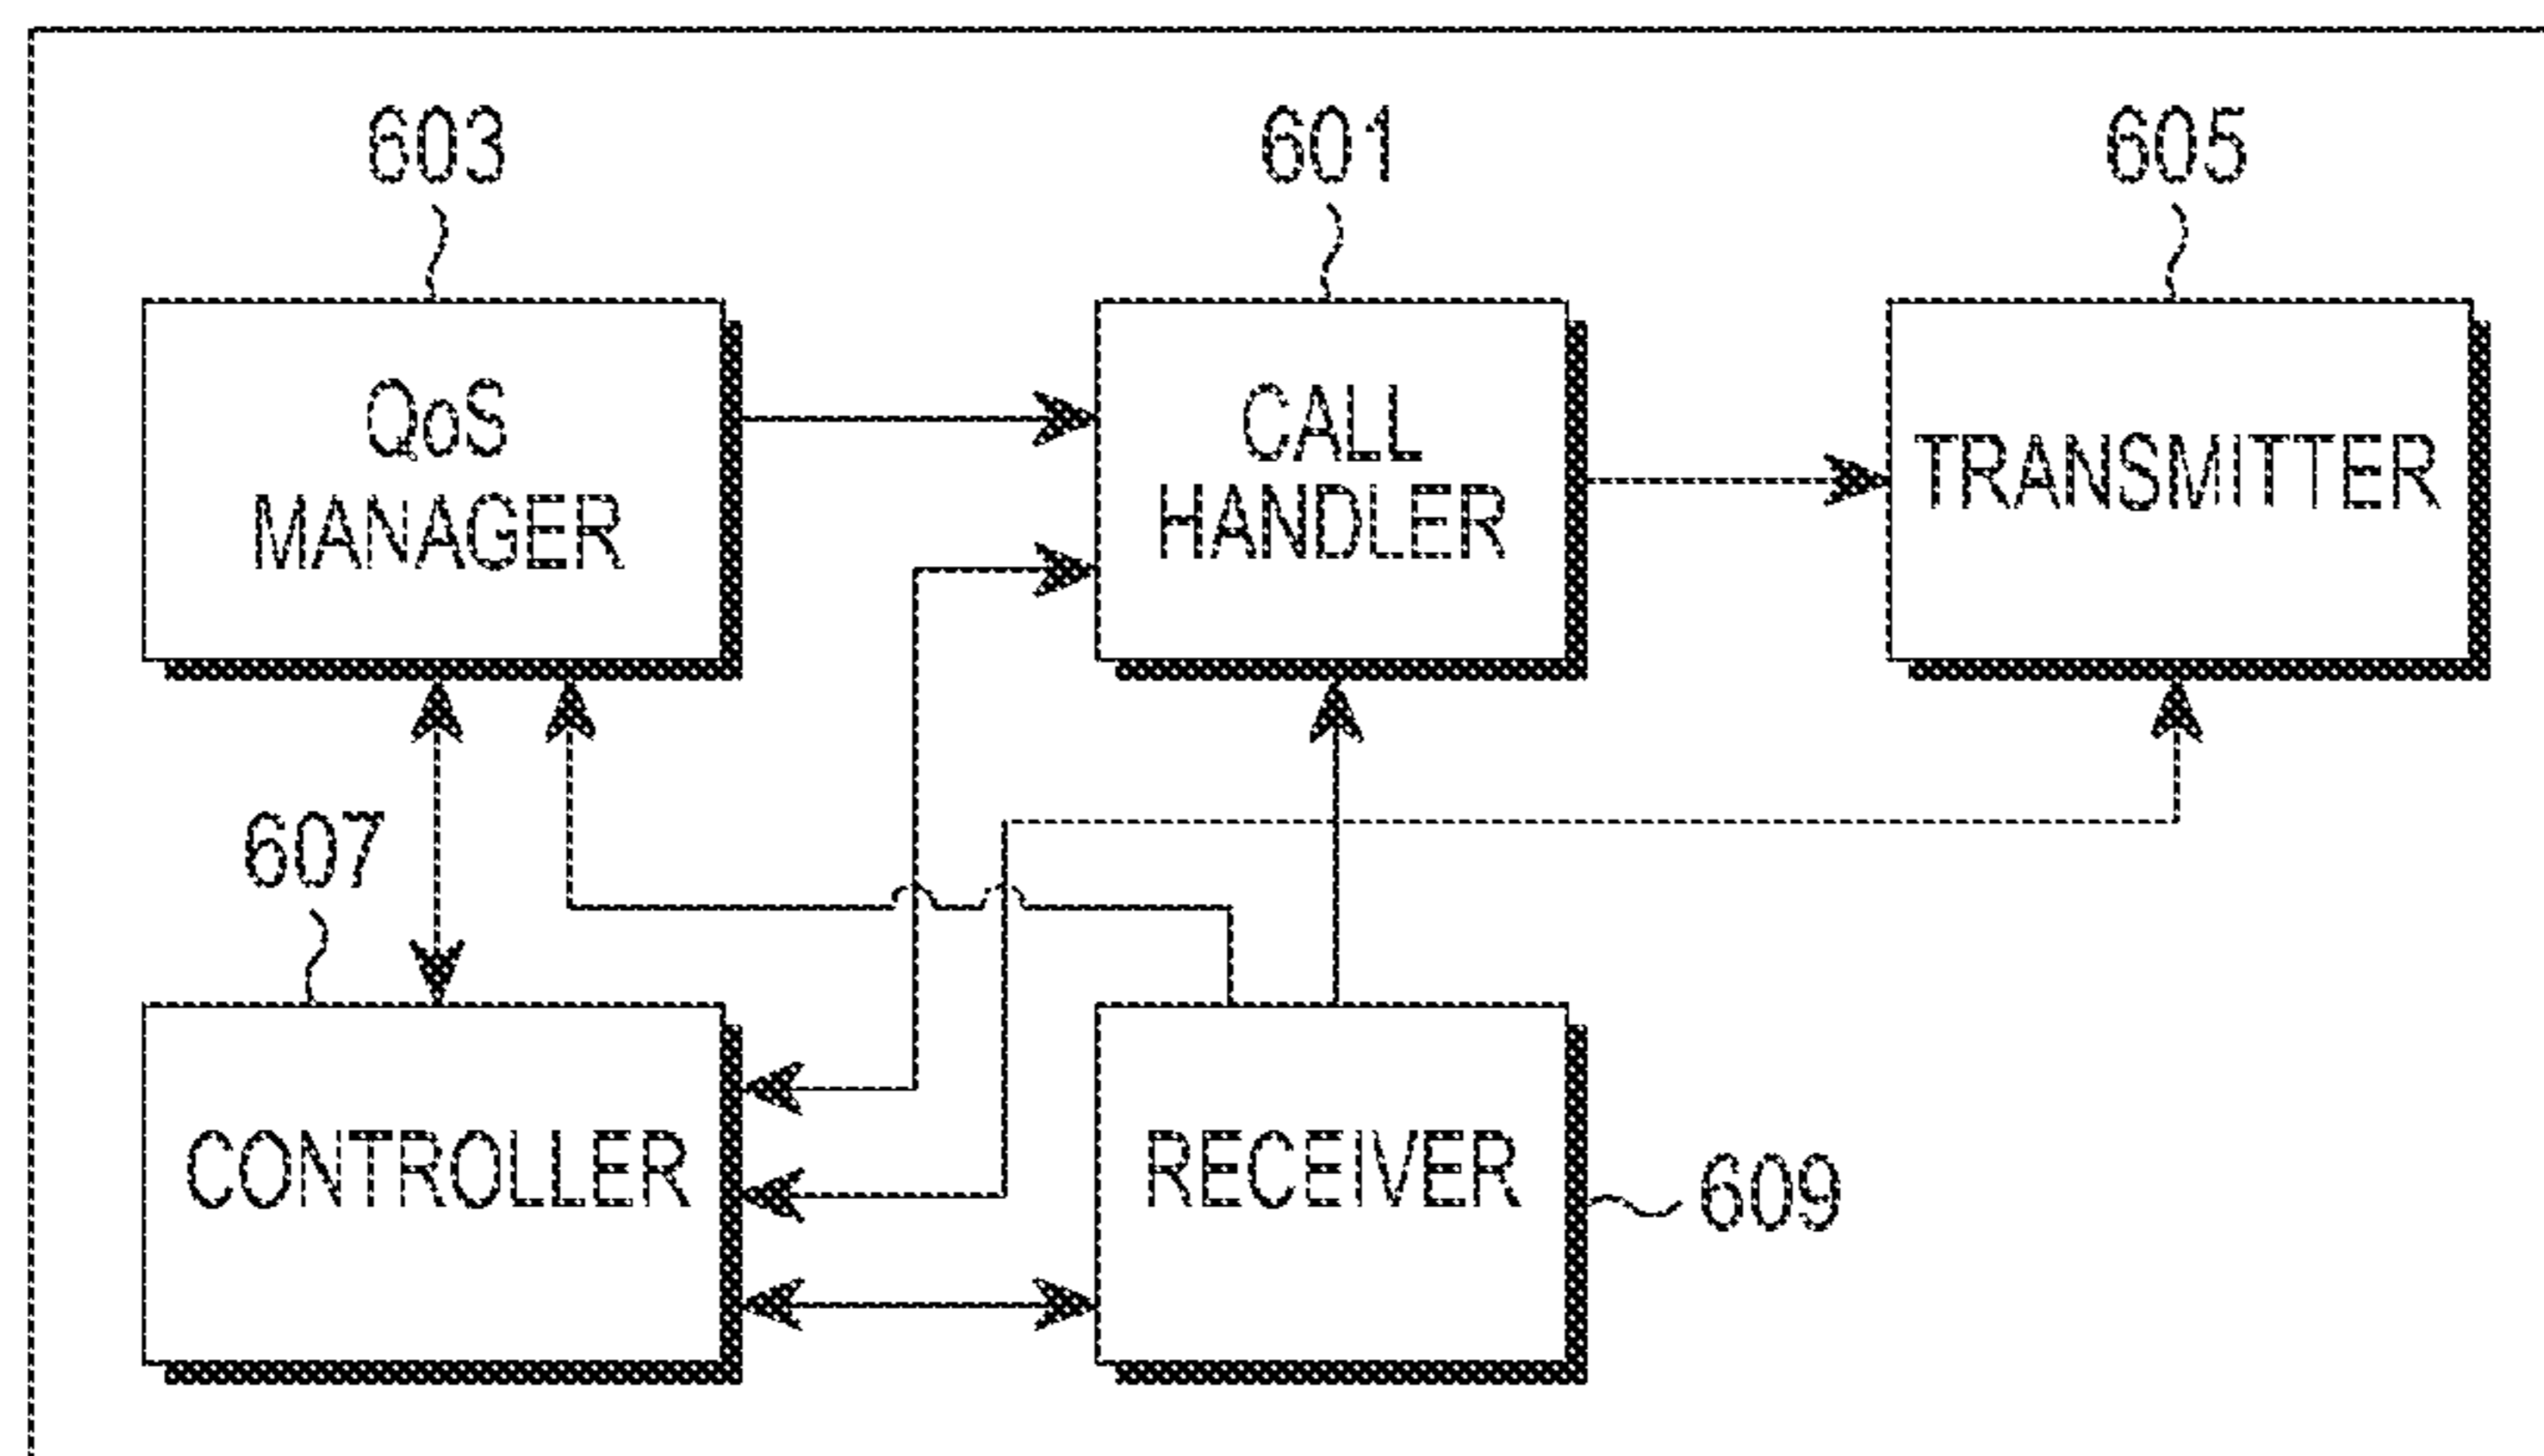 603
601
605
QoS
MANAGER
CALL
HANDLER
TRANSMITTER
607
CONTROLLER
RECEIVER
609